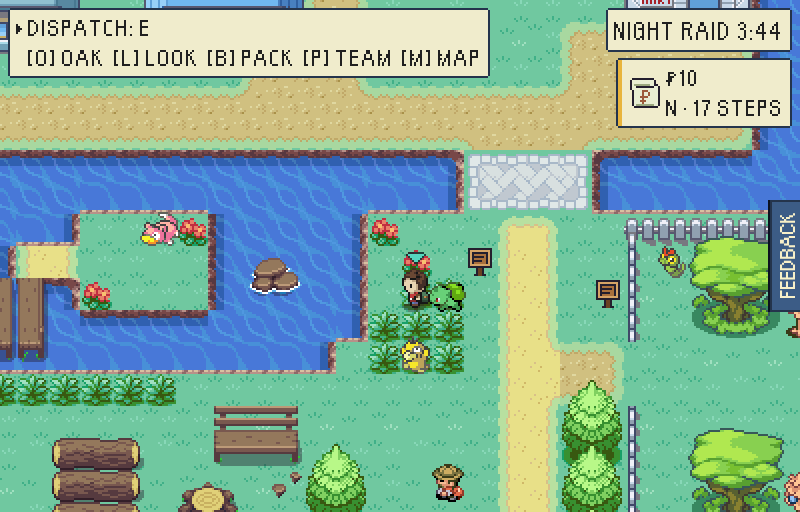 DISPATCH: E
[O] OAK [L] LOOK [B] PACK [P] TEAM [M] MAP
NIGHT RAID 3:44
₽10
N · 17 STEPS
FEEDBACK